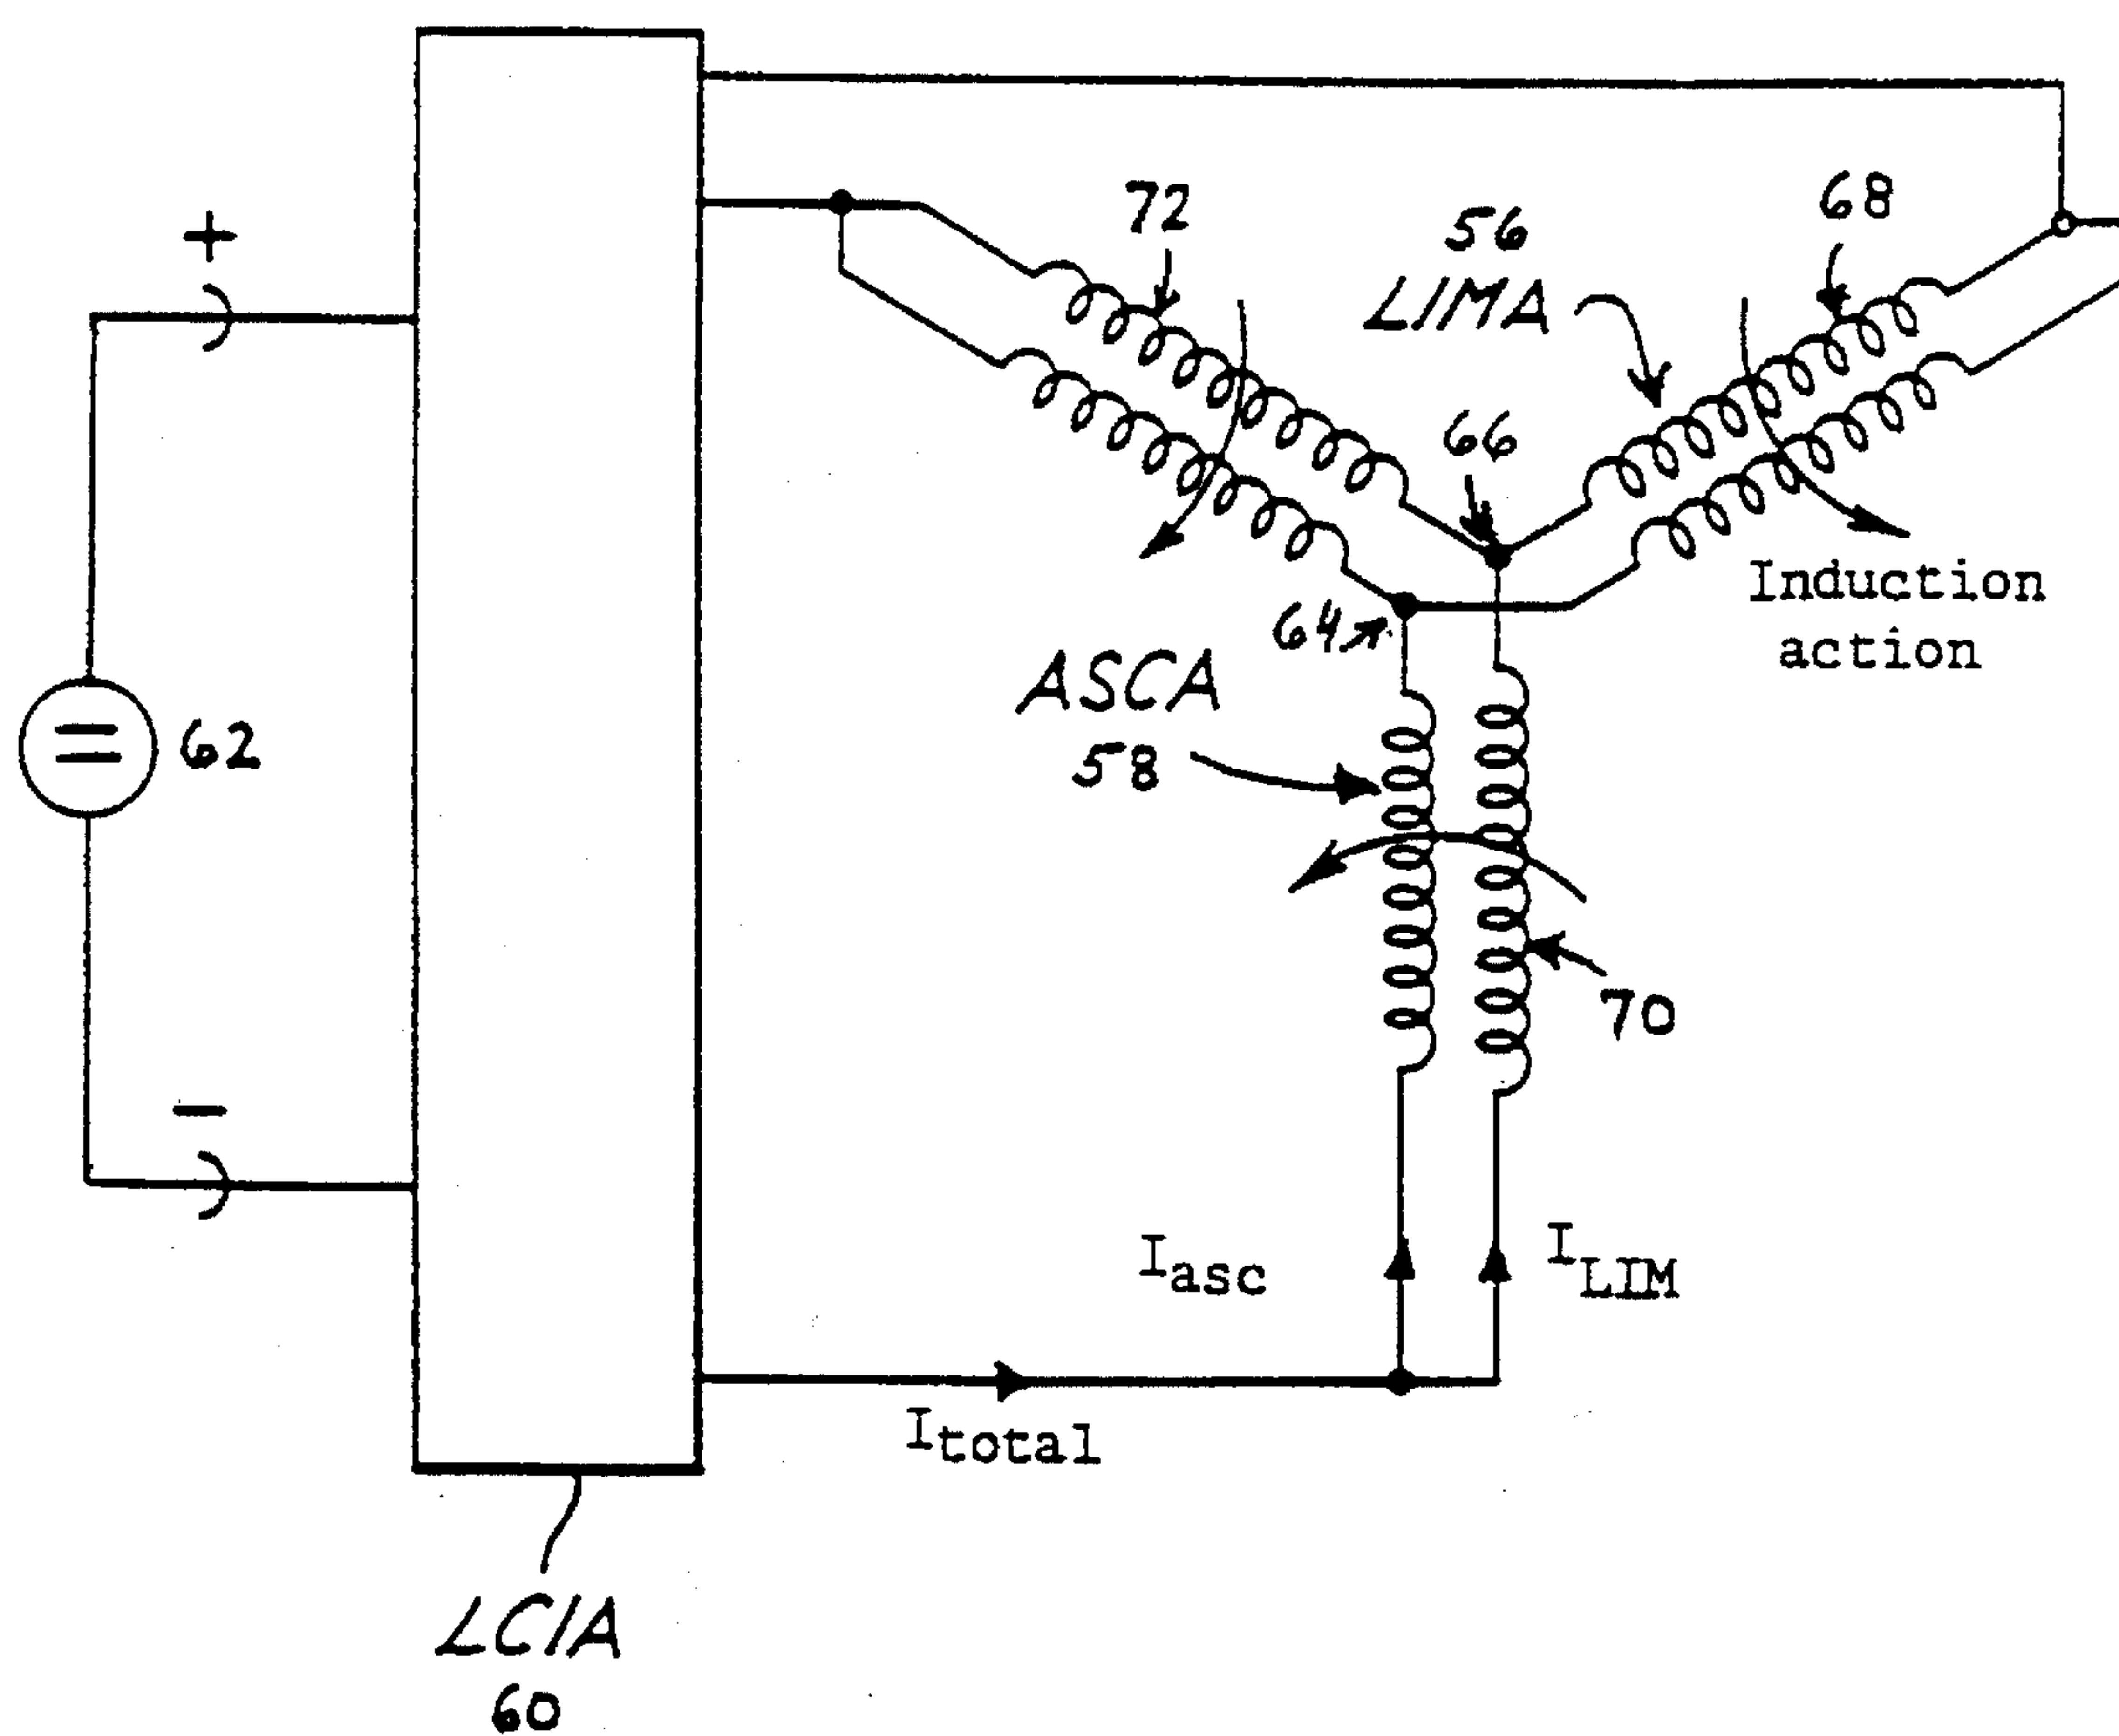 72
56
LIMA
68
+
66
Induction
action
64
ASCA
58
62
70
−
Iasc
ILIM
Itotal
LCIA
60